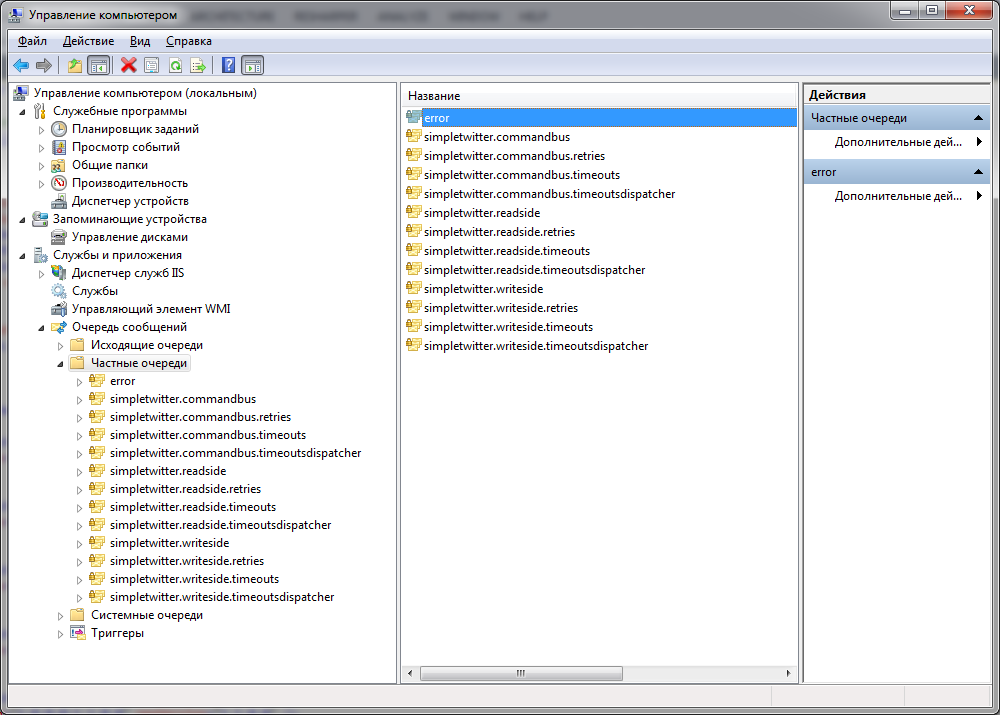 Управление компьютером
ARCHITECTURE RESHARPER ANALYZE WINDOW HELP
Файл Действие Вид Справка
Управление компьютером (локальным)
Служебные программы
Планировщик заданий
Просмотр событий
Общие папки
Производительность
Диспетчер устройств
Запоминающие устройства
Управление дисками
Службы и приложения
Диспетчер служб IIS
Службы
Управляющий элемент WMI
Очередь сообщений
Исходящие очереди
Частные очереди
error
simpletwitter.commandbus
simpletwitter.commandbus.retries
simpletwitter.commandbus.timeouts
simpletwitter.commandbus.timeoutsdispatcher
simpletwitter.readside
simpletwitter.readside.retries
simpletwitter.readside.timeouts
simpletwitter.readside.timeoutsdispatcher
simpletwitter.writeside
simpletwitter.writeside.retries
simpletwitter.writeside.timeouts
simpletwitter.writeside.timeoutsdispatcher
Системные очереди
Триггеры
Название
error
simpletwitter.commandbus
simpletwitter.commandbus.retries
simpletwitter.commandbus.timeouts
simpletwitter.commandbus.timeoutsdispatcher
simpletwitter.readside
simpletwitter.readside.retries
simpletwitter.readside.timeouts
simpletwitter.readside.timeoutsdispatcher
simpletwitter.writeside
simpletwitter.writeside.retries
simpletwitter.writeside.timeouts
simpletwitter.writeside.timeoutsdispatcher
Действия
Частные очереди
Дополнительные дей...
error
Дополнительные дей...